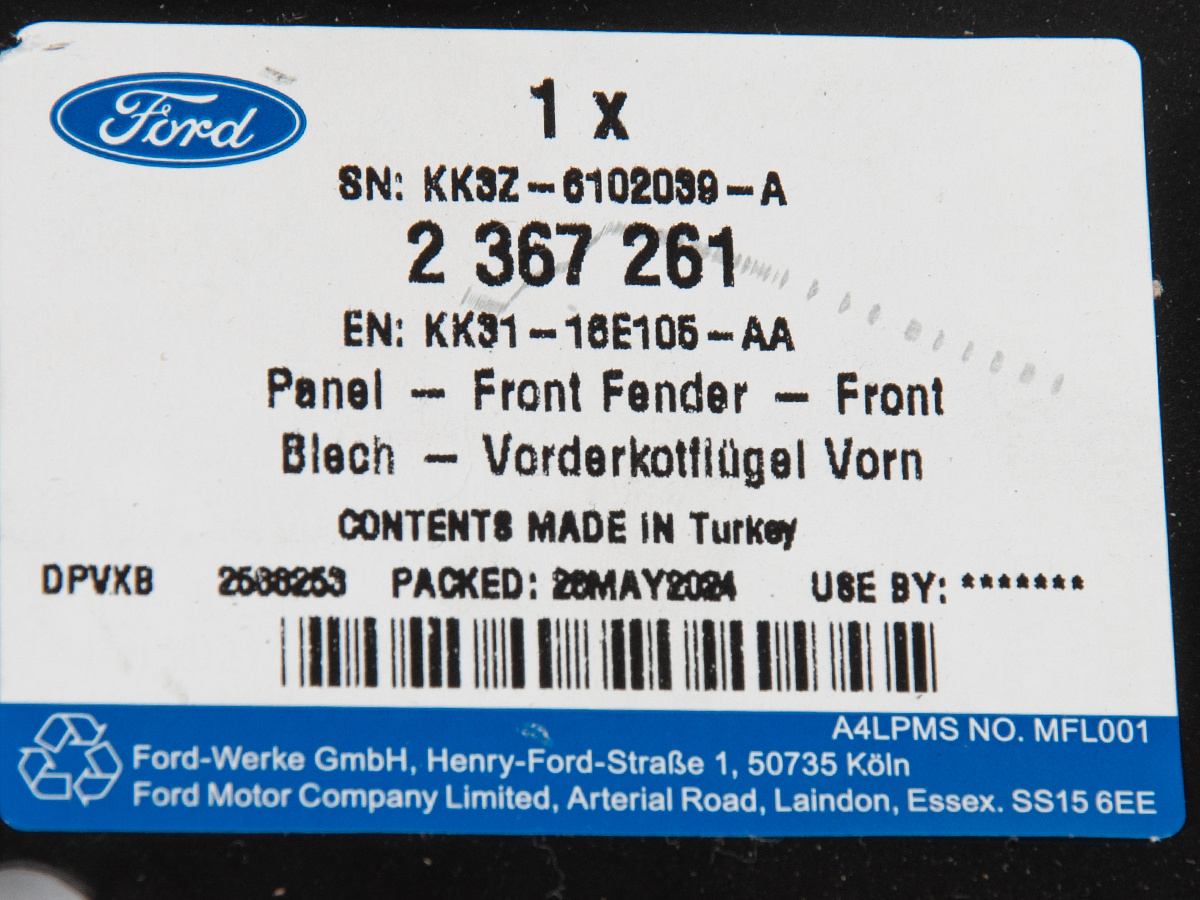 Ford
1 x
SN: KK3Z-6102039-A
2 367 261
EN: KK31-16E105-AA
Panel - Front Fender - Front
Blech - Vorderkotflügel Vorn
CONTENTS MADE IN Turkey
DPVXB PACKED: USE BY: *******
A4LPMS NO. MFL001
Ford-Werke GmbH, Henry-Ford-Straße 1, 50735 Köln
Ford Motor Company Limited, Arterial Road, Laindon, Essex. SS15 6EE